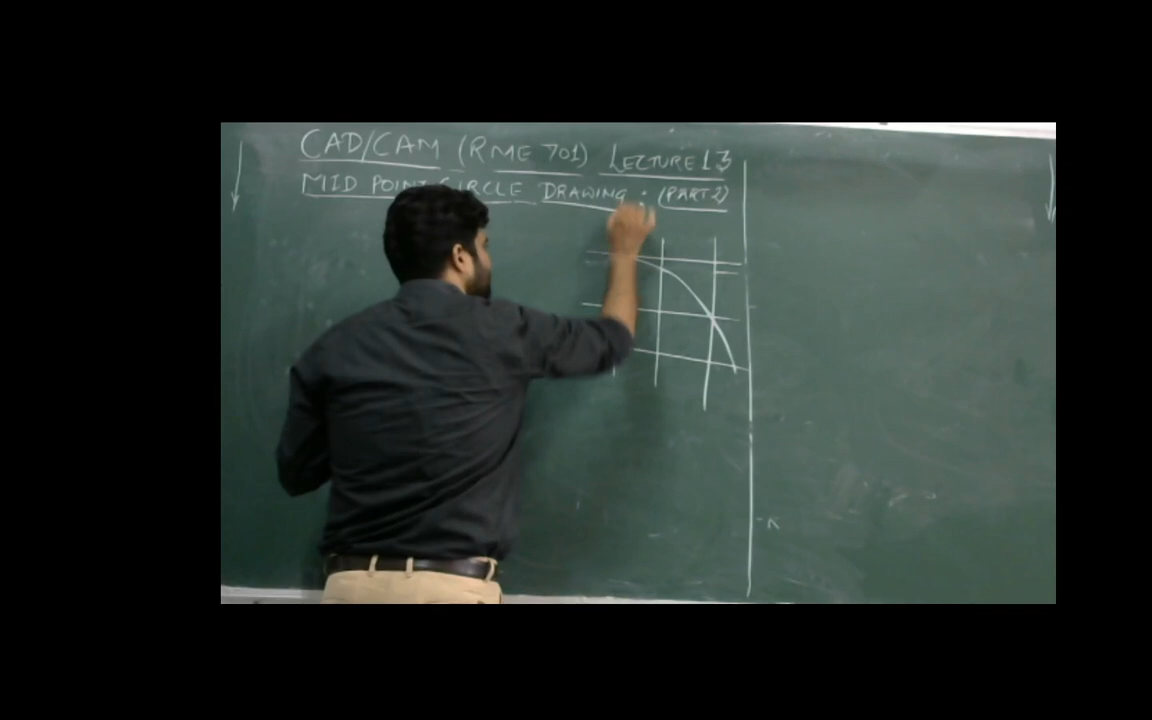 CAD/CAM (RME 701) LECTURE 13
MID POINT CIRCLE DRAWING : (PART 2)